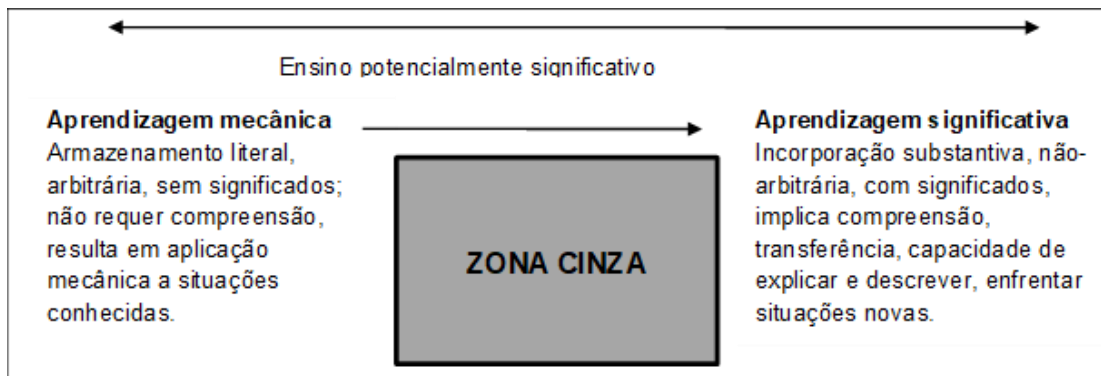 Ensino potencialmente significativo
Aprendizagem mecânica
Armazenamento literal,
arbitrária, sem significados;
não requer compreensão,
resulta em aplicação
mecânica a situações
conhecidas.
ZONA CINZA
Aprendizagem significativa
Incorporação substantiva, não-
arbitrária, com significados,
implica compreensão,
transferência, capacidade de
explicar e descrever, enfrentar
situações novas.